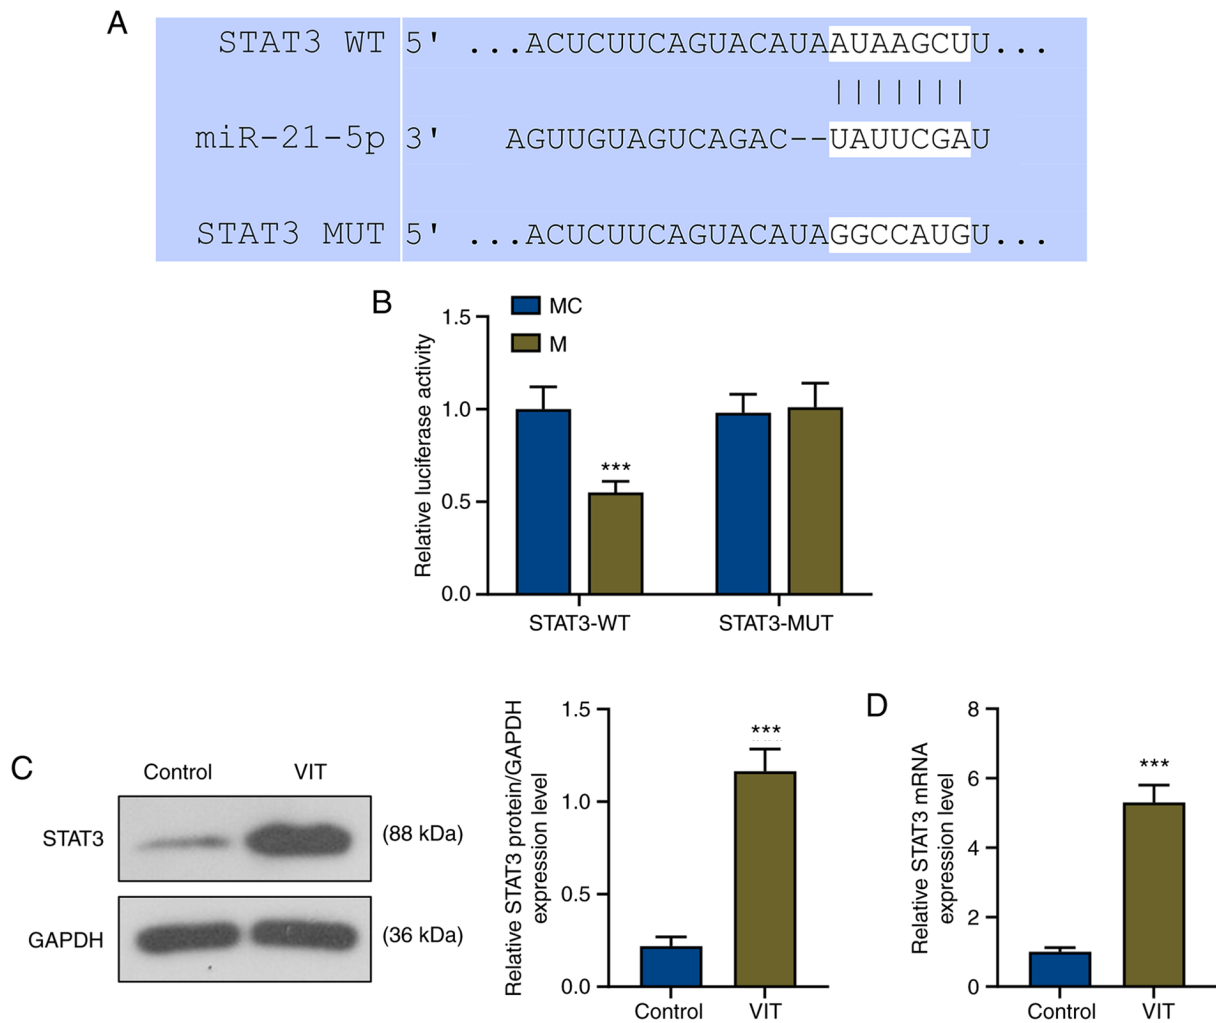 A
STAT3 WT 5' ...ACUCUUCAGUACAUAAUAAGCUU...
| | | | | | |
miR-21-5p 3' AGUUGUAGUCAGAC--UAUUCGAU
STAT3 MUT 5' ...ACUCUUCAGUACAUAGGCCAUGU...
B
MC
M
Relative luciferase activity
1.5
1.0
0.5
0.0
***
STAT3-WT STAT3-MUT
C
Control VIT
STAT3 (88 kDa)
GAPDH (36 kDa)
Relative STAT3 protein/GAPDH
expression level
1.5
1.0
0.5
0.0
***
Control VIT
D
Relative STAT3 mRNA
expression level
8
6
4
2
0
***
Control VIT